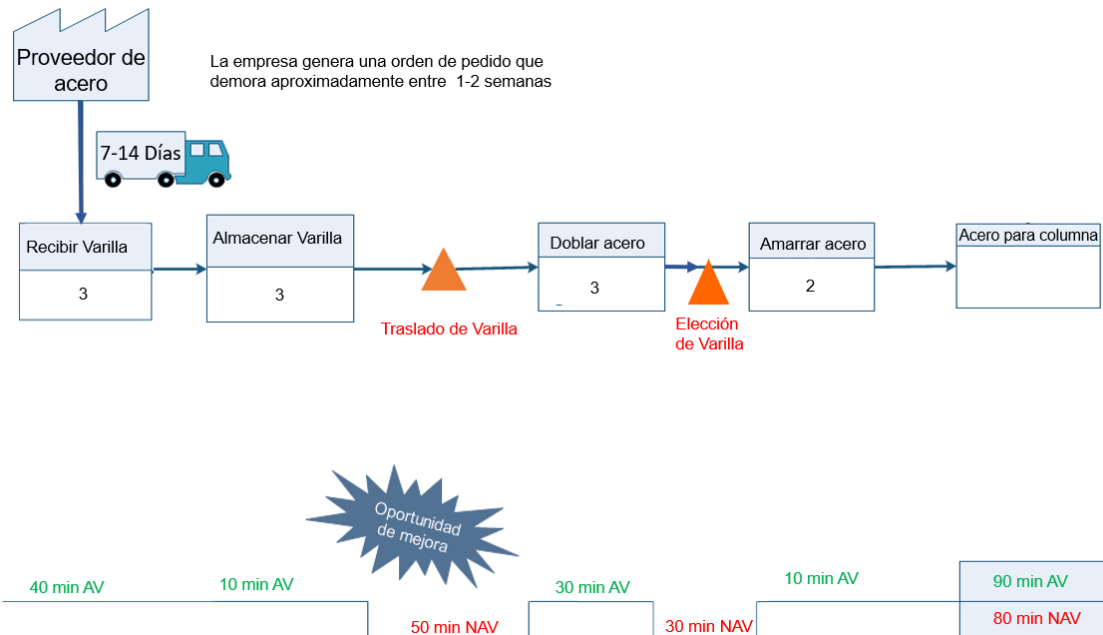 Proveedor de
acero
La empresa genera una orden de pedido que
demora aproximadamente entre 1-2 semanas
7-14 Días
Recibir Varilla
3
Almacenar Varilla
3
Traslado de Varilla
Doblar acero
3
Elección
de Varilla
Amarrar acero
2
Acero para columna
Oportunidad
de mejora
40 min AV
10 min AV
50 min NAV
30 min AV
30 min NAV
10 min AV
90 min AV
80 min NAV